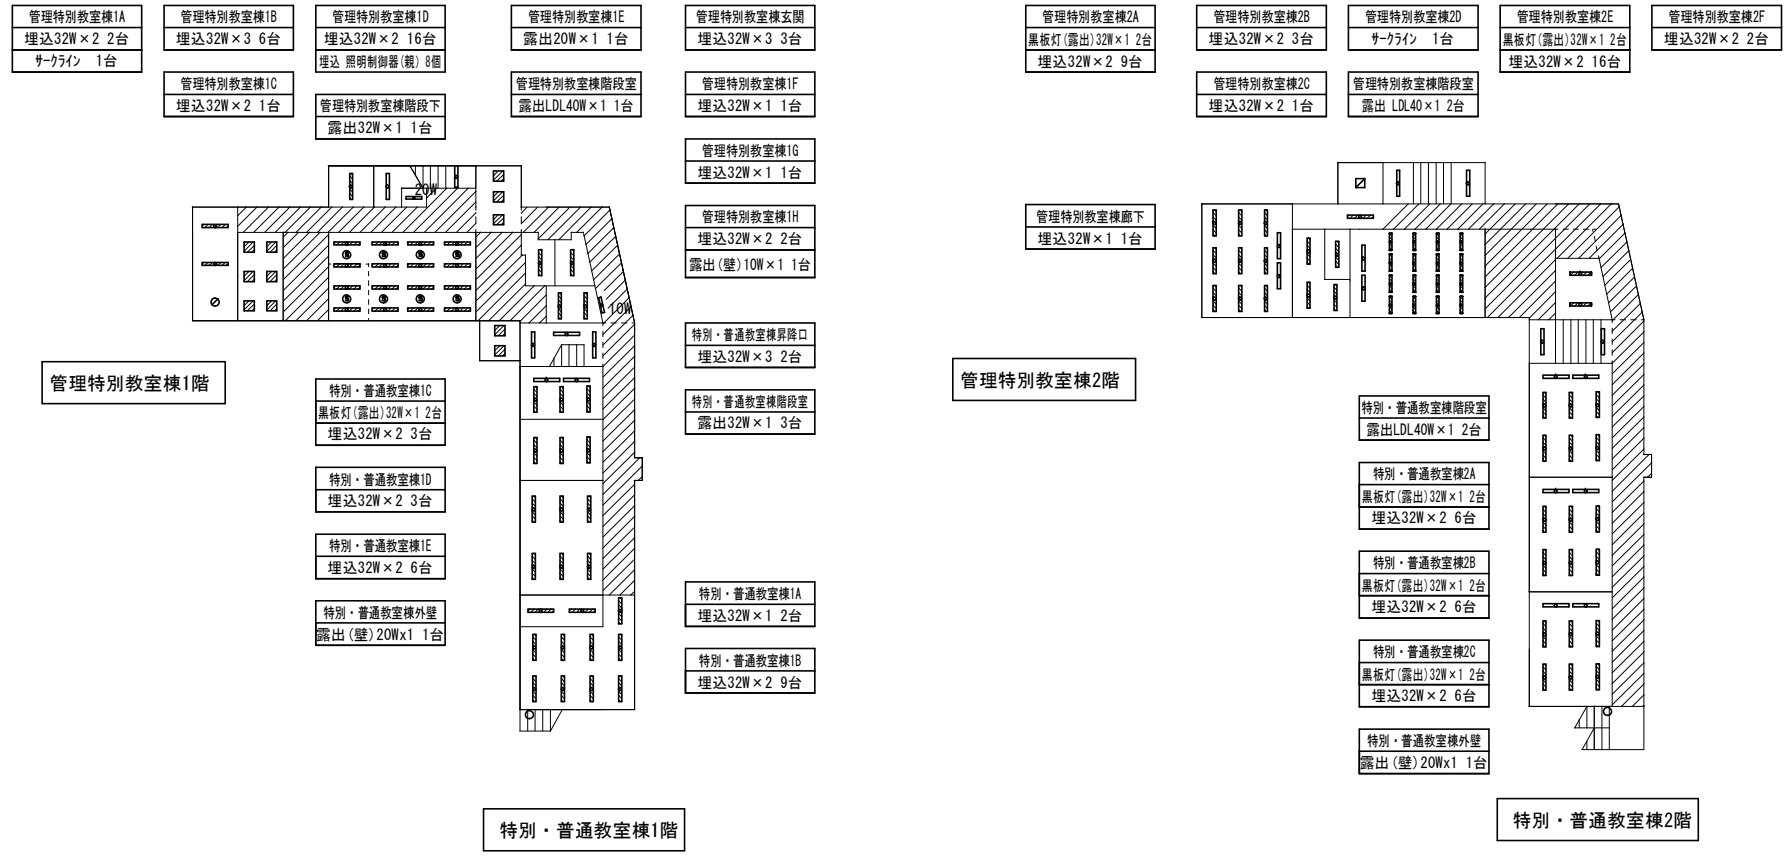 管理特別教室棟1A
埋込32W×2 2台
サークライン 1台
管理特別教室棟1B
埋込32W×3 6台
管理特別教室棟1C
埋込32W×2 1台
管理特別教室棟1D
埋込32W×2 16台
埋込 照明制御器(親) 8個
管理特別教室棟階段下
露出32W×1 1台
管理特別教室棟1E
露出20W×1 1台
管理特別教室棟階段室
露出LDL40W×1 1台
管理特別教室棟玄関
埋込32W×3 3台
管理特別教室棟1F
埋込32W×1 1台
管理特別教室棟1G
埋込32W×1 1台
管理特別教室棟1H
埋込32W×2 2台
露出(壁)10W×1 1台
20W
10W
特別・普通教室棟昇降口
埋込32W×3 2台
特別・普通教室棟階段室
露出32W×1 3台
管理特別教室棟1階
特別・普通教室棟1C
黒板灯(露出)32W×1 2台
埋込32W×2 3台
特別・普通教室棟1D
埋込32W×2 3台
特別・普通教室棟1E
埋込32W×2 6台
特別・普通教室棟外壁
露出(壁)20Wx1 1台
特別・普通教室棟1A
埋込32W×1 2台
特別・普通教室棟1B
埋込32W×2 9台
特別・普通教室棟1階
管理特別教室棟2A
黒板灯(露出)32W×1 2台
埋込32W×2 9台
管理特別教室棟2B
埋込32W×2 3台
管理特別教室棟2C
埋込32W×2 1台
管理特別教室棟2D
サークライン 1台
管理特別教室棟階段室
露出 LDL40×1 2台
管理特別教室棟2E
黒板灯(露出)32W×1 2台
埋込32W×2 16台
管理特別教室棟2F
埋込32W×2 2台
管理特別教室棟廊下
埋込32W×1 1台
管理特別教室棟2階
特別・普通教室棟階段室
露出LDL40W×1 2台
特別・普通教室棟2A
黒板灯(露出)32W×1 2台
埋込32W×2 6台
特別・普通教室棟2B
黒板灯(露出)32W×1 2台
埋込32W×2 6台
特別・普通教室棟2C
黒板灯(露出)32W×1 2台
埋込32W×2 6台
特別・普通教室棟外壁
露出(壁)20Wx1 1台
特別・普通教室棟2階